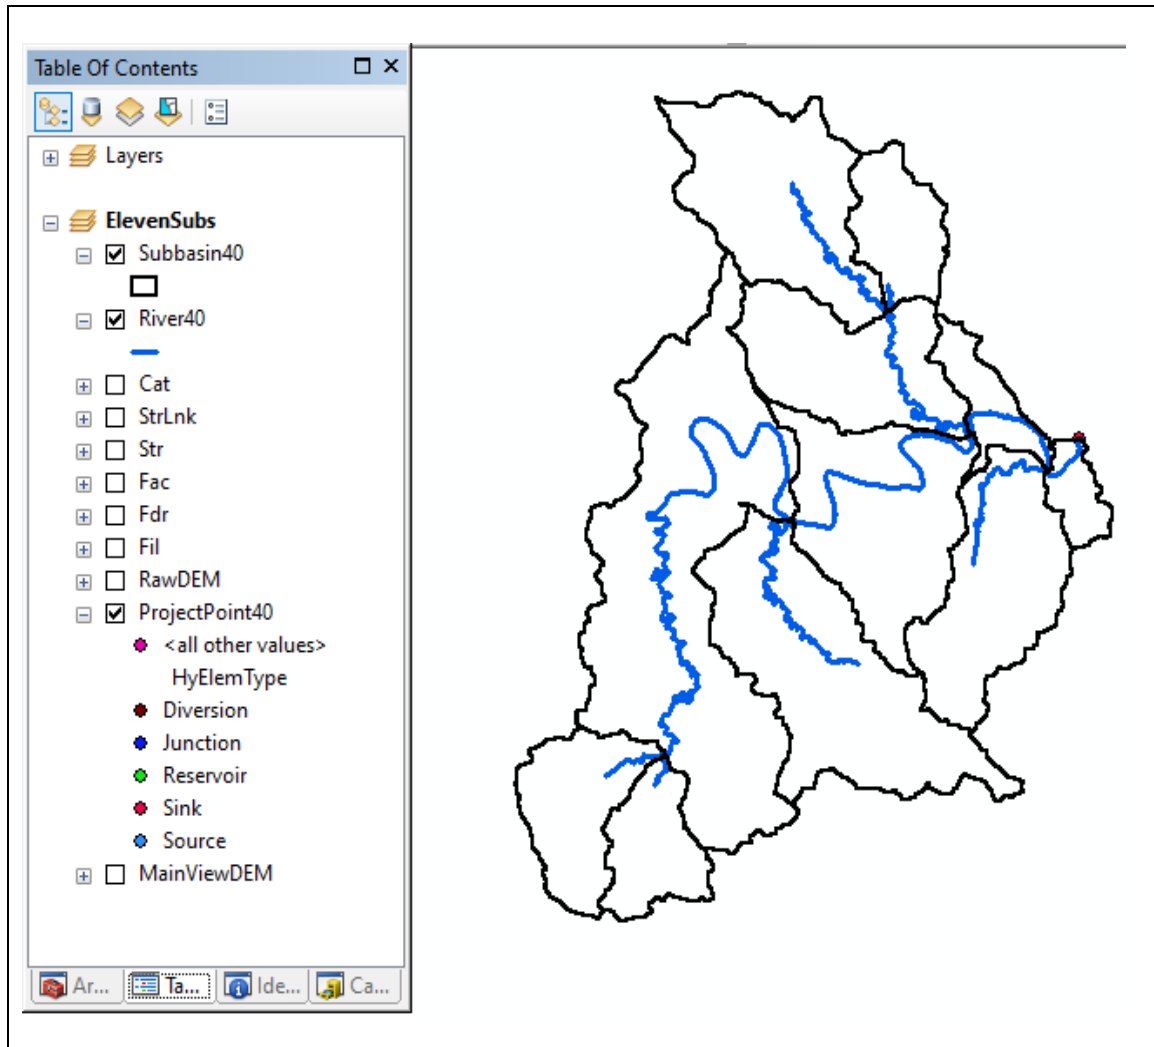 Table Of Contents
Layers
ElevenSubs
Subbasin40
River40
Cat
StrLnk
Str
Fac
Fdr
Fil
RawDEM
ProjectPoint40
<all other values>
HyElemType
Diversion
Junction
Reservoir
Sink
Source
MainViewDEM
Ar... Ta... Ide... Ca...